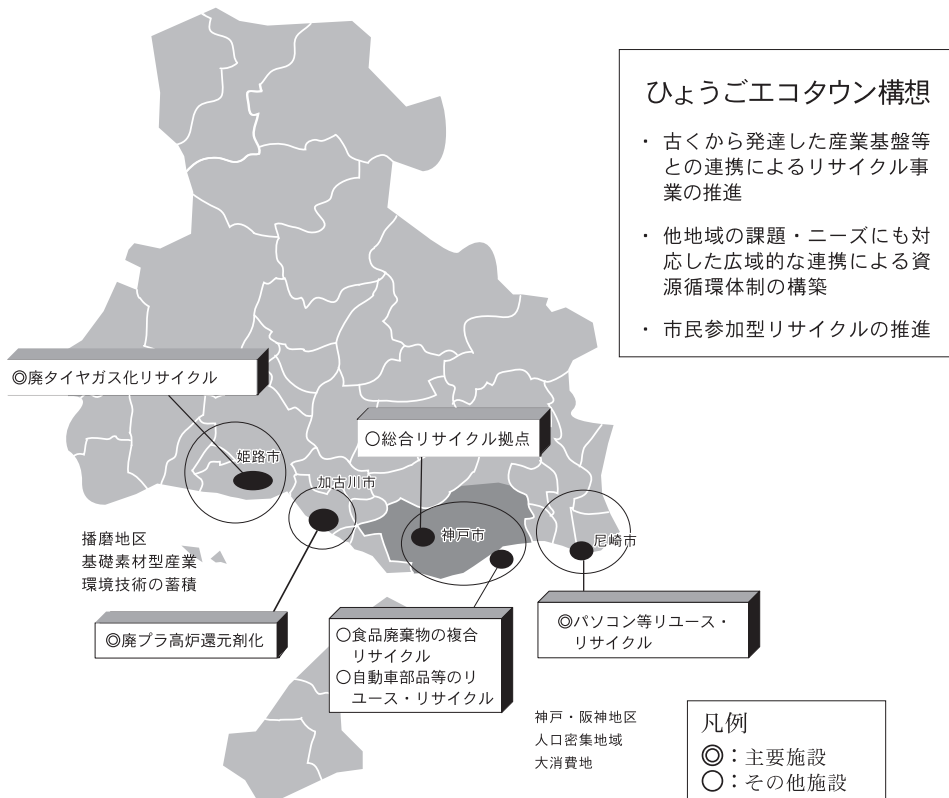 ひょうごエコタウン構想
・ 古くから発達した産業基盤等
との連携によるリサイクル事
業の推進
・ 他地域の課題・ニーズにも対
応した広域的な連携による資
源循環体制の構築
・ 市民参加型リサイクルの推進
◎廃タイヤガス化リサイクル
○総合リサイクル拠点
姫路市
加古川市
神戸市
尼崎市
播磨地区
基礎素材型産業
環境技術の蓄積
◎廃プラ高炉還元剤化
○食品廃棄物の複合
リサイクル
○自動車部品等のリ
ユース・リサイクル
◎パソコン等リユース・
リサイクル
神戸・阪神地区
人口密集地域
大消費地
凡例
◎：主要施設
○：その他施設